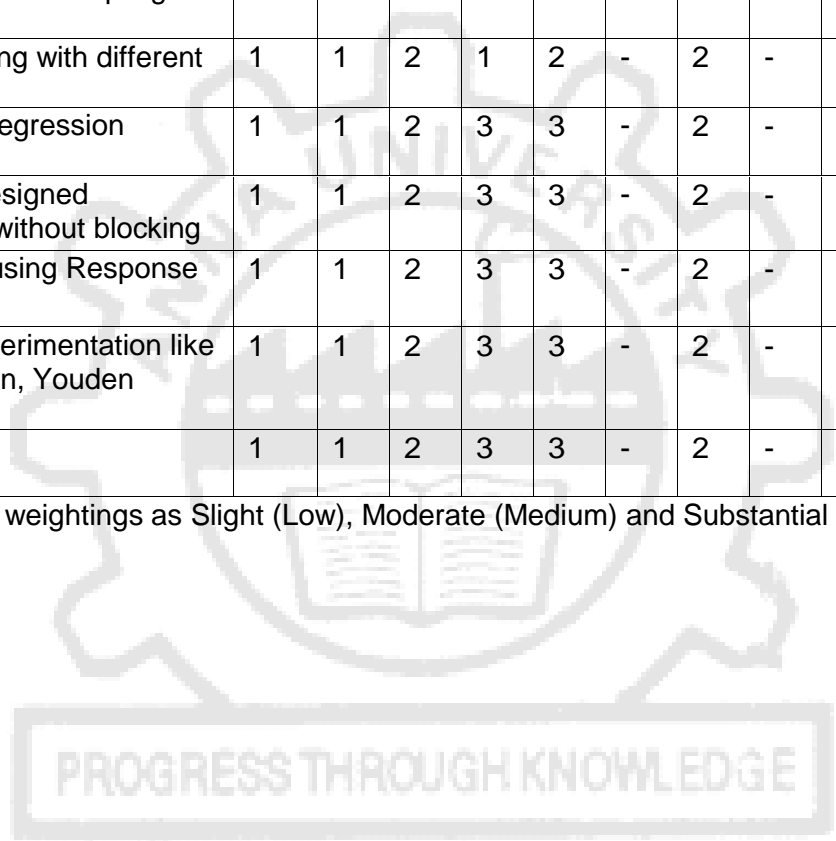 ng with different 1 1 2 1 2 - 2 -
egression 1 1 2 3 3 - 2 -
signed
without blocking 1 1 2 3 3 - 2 -
using Response 1 1 2 3 3 - 2 -
erimentation like
n, Youden 1 1 2 3 3 - 2 -
1 1 2 3 3 - 2 -
weightings as Slight (Low), Moderate (Medium) and Substantial
ANNA UNIVERSITY
PROGRESS THROUGH KNOWLEDGE